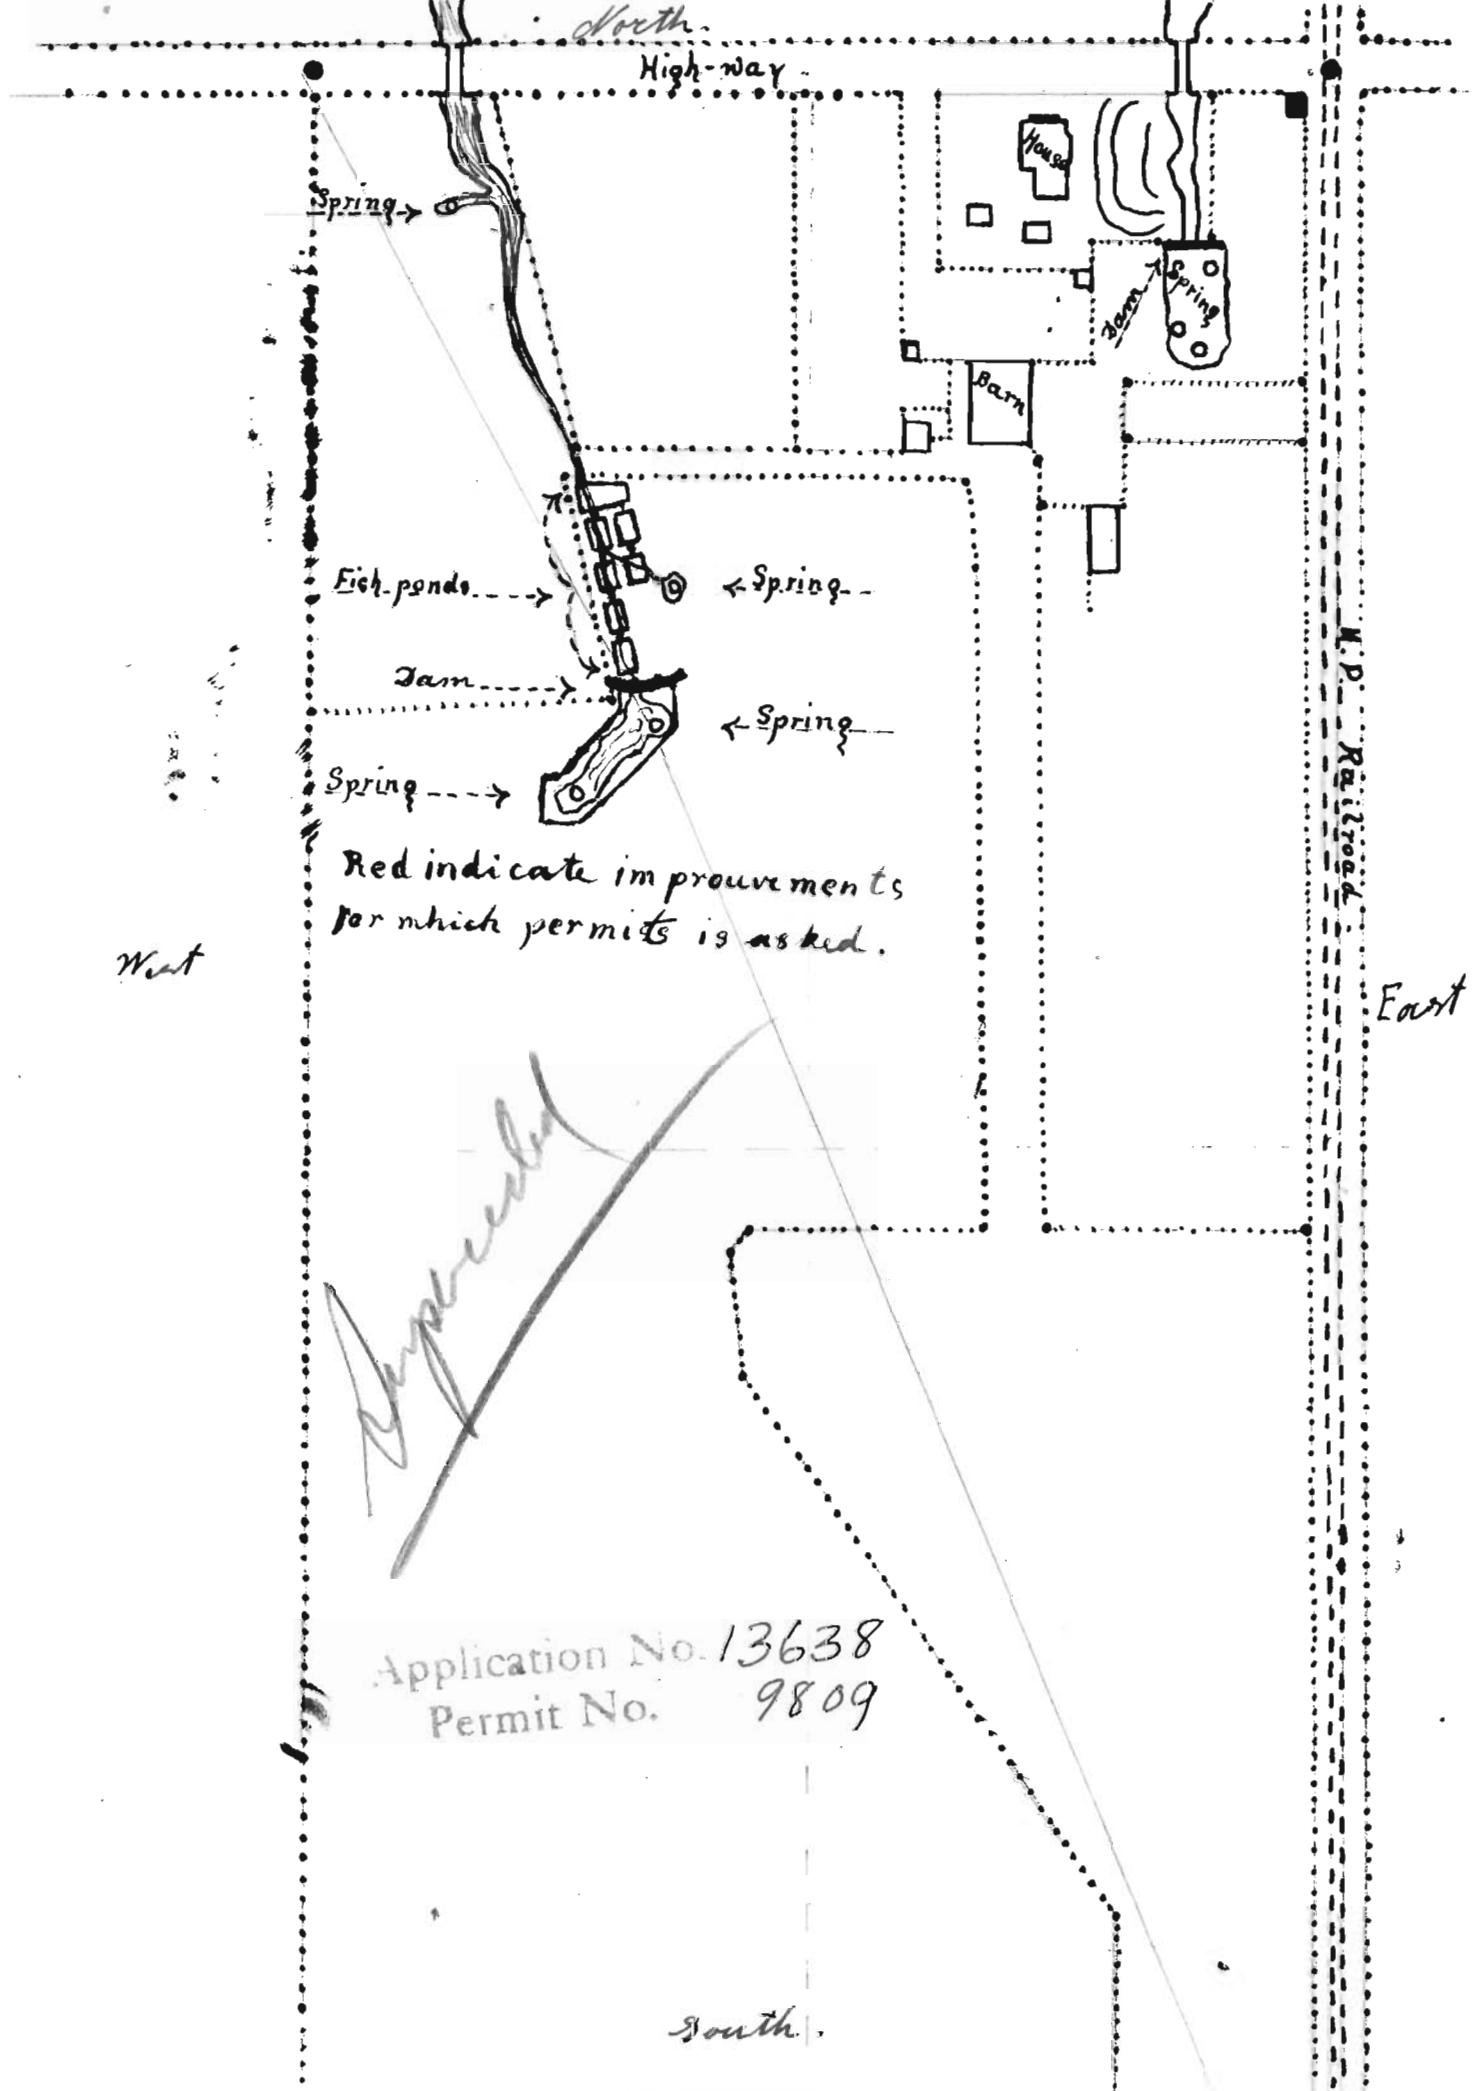 North.
High-way
House
Spring
Spring
Dam
Barn
Fish ponds
Spring
Dam
Spring
Spring
Railroad
Red indicate improuvements
for which permits is asked.
West
East
Application No. 13638
Permit No. 9809
South.